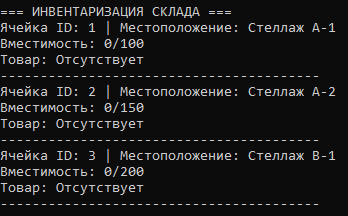 === ИНВЕНТАРИЗАЦИЯ СКЛАДА ===
Ячейка ID: 1 | Местоположение: Стеллаж A-1
Вместимость: 0/100
Товар: Отсутствует
----------------------------------------
Ячейка ID: 2 | Местоположение: Стеллаж A-2
Вместимость: 0/150
Товар: Отсутствует
----------------------------------------
Ячейка ID: 3 | Местоположение: Стеллаж B-1
Вместимость: 0/200
Товар: Отсутствует
----------------------------------------